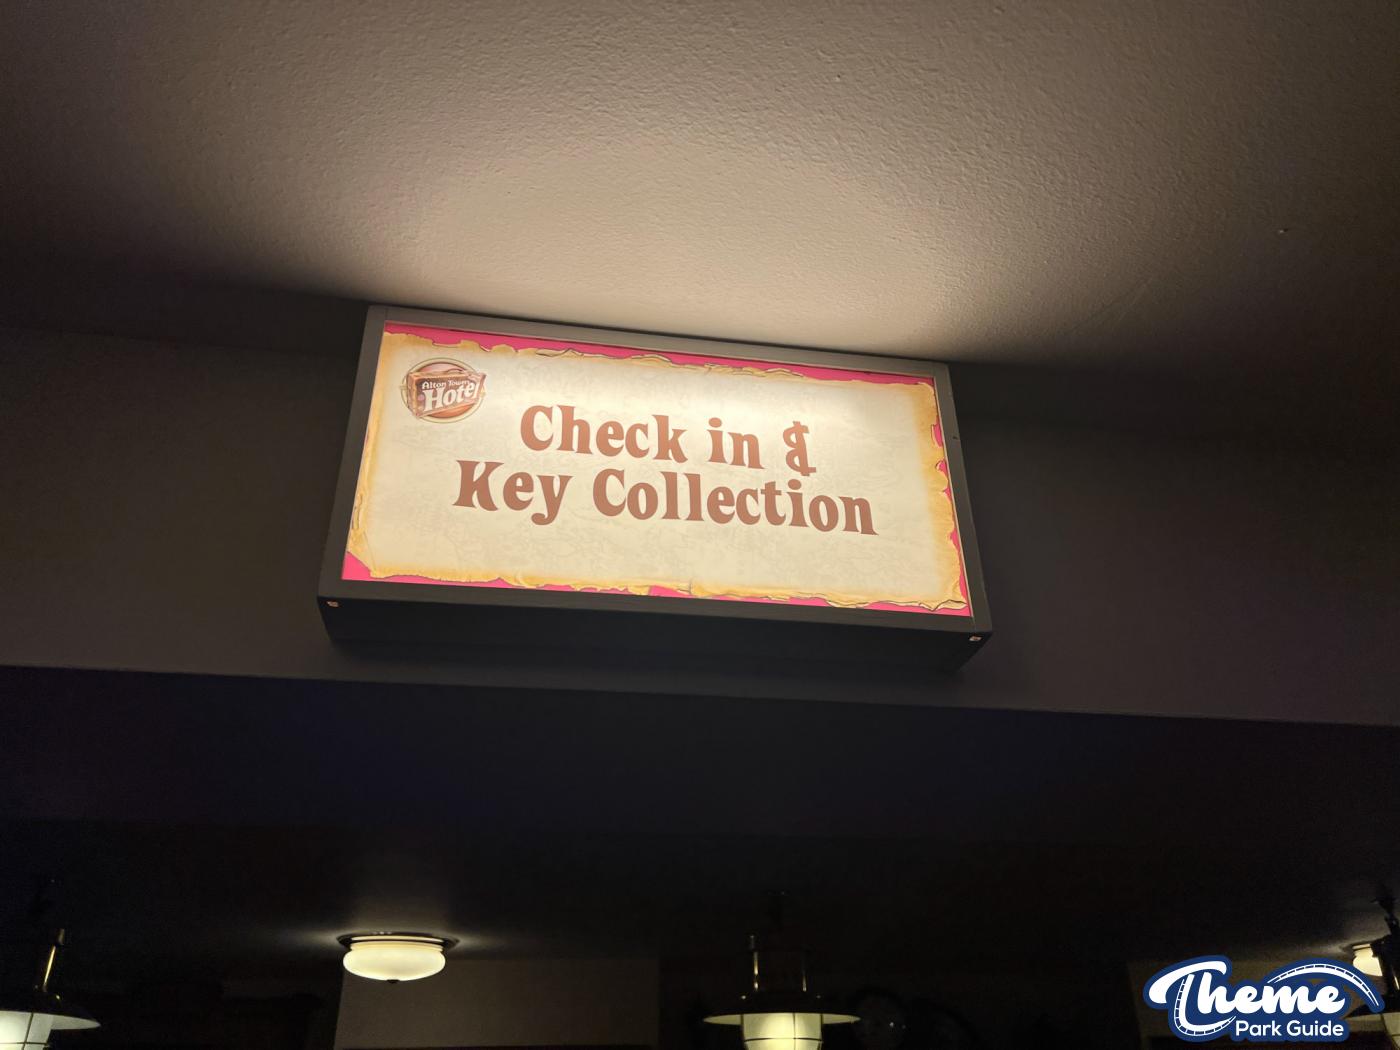 Alton Towers
Hotel
Check in &
Key Collection
Theme
Park Guide